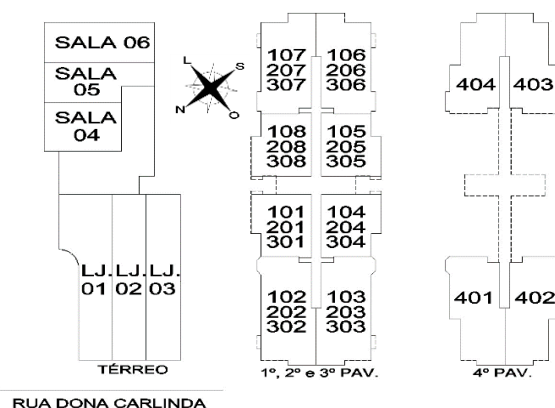 SALA 06
SALA
05
SALA
04
L
S
N
O
LJ. LJ. LJ.
01 02 03
TÉRREO
RUA DONA CARLINDA
107 106
207 206
307 306
108 105
208 205
308 305
101 104
201 204
301 304
102 103
202 203
302 303
1º, 2º e 3º PAV.
404 403
401 402
4º PAV.